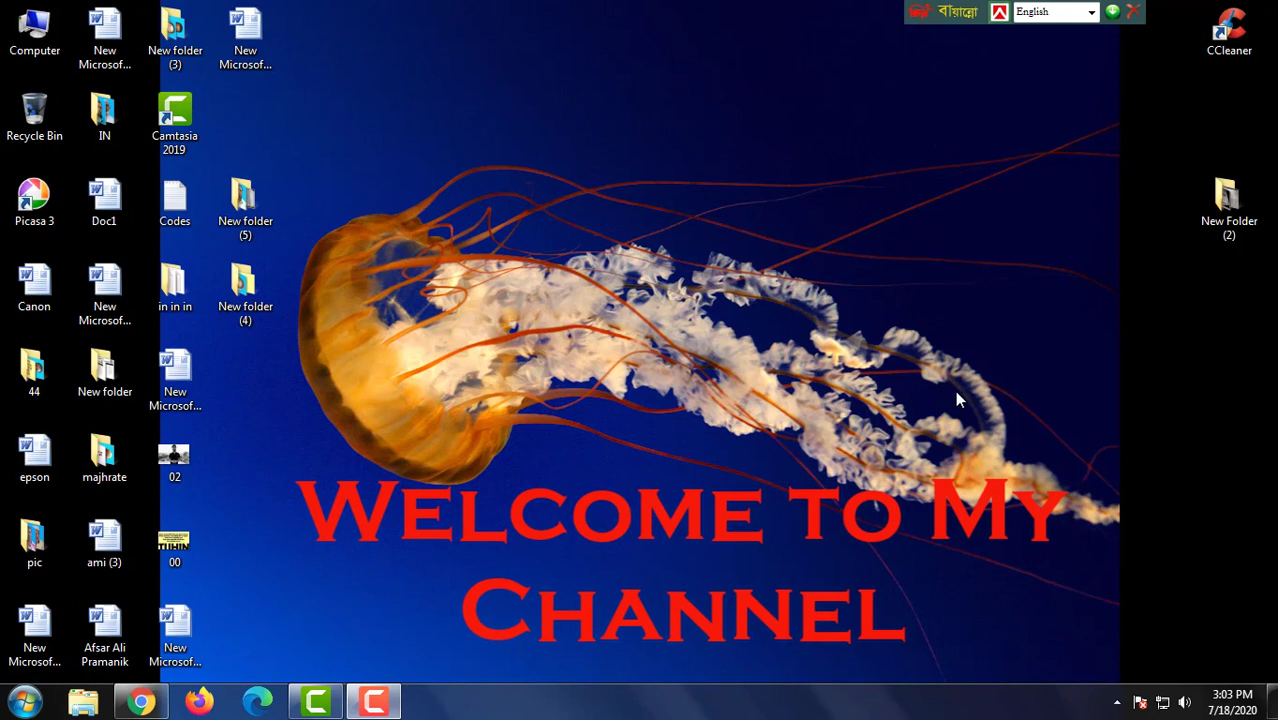 বায়ান্নো
English
Computer
New Microsoft...
New folder (3)
New Microsof...
CCleaner
Recycle Bin
IN
Camtasia 2019
Picasa 3
Doc1
Codes
New folder (5)
New Folder (2)
Canon
New Microsof...
in in in
New folder (4)
44
New folder
New Microsof...
epson
majhrate
02
pic
ami (3)
TUHIN
00
New Microsof...
Afsar Ali Pramanik
New Microsof...
Welcome to My
Channel
3:03 PM
7/18/2020